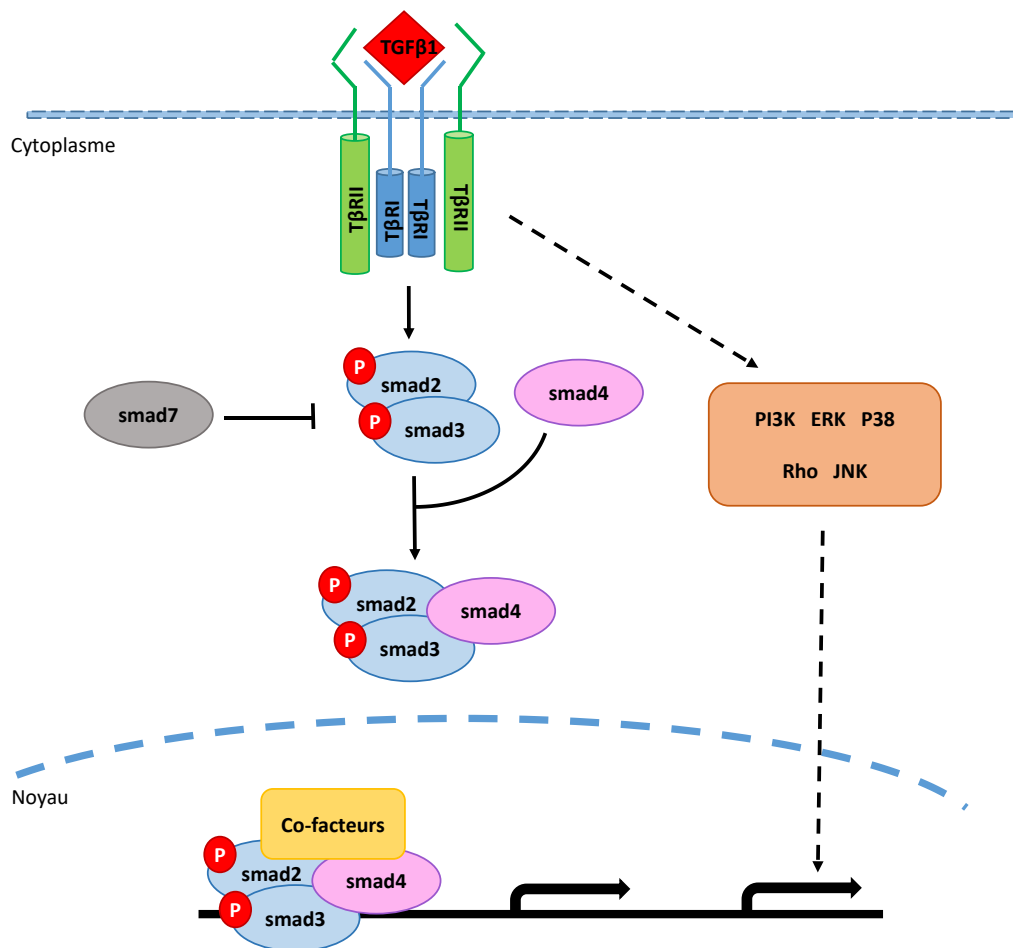 TGFβ1
Cytoplasme
TβRII
TβRI
TβRI
TβRII
P
smad2
smad4
smad7
P
smad3
PI3K ERK P38
Rho JNK
P
smad2
smad4
P
smad3
Noyau
Co-facteurs
P
smad2
smad4
P
smad3